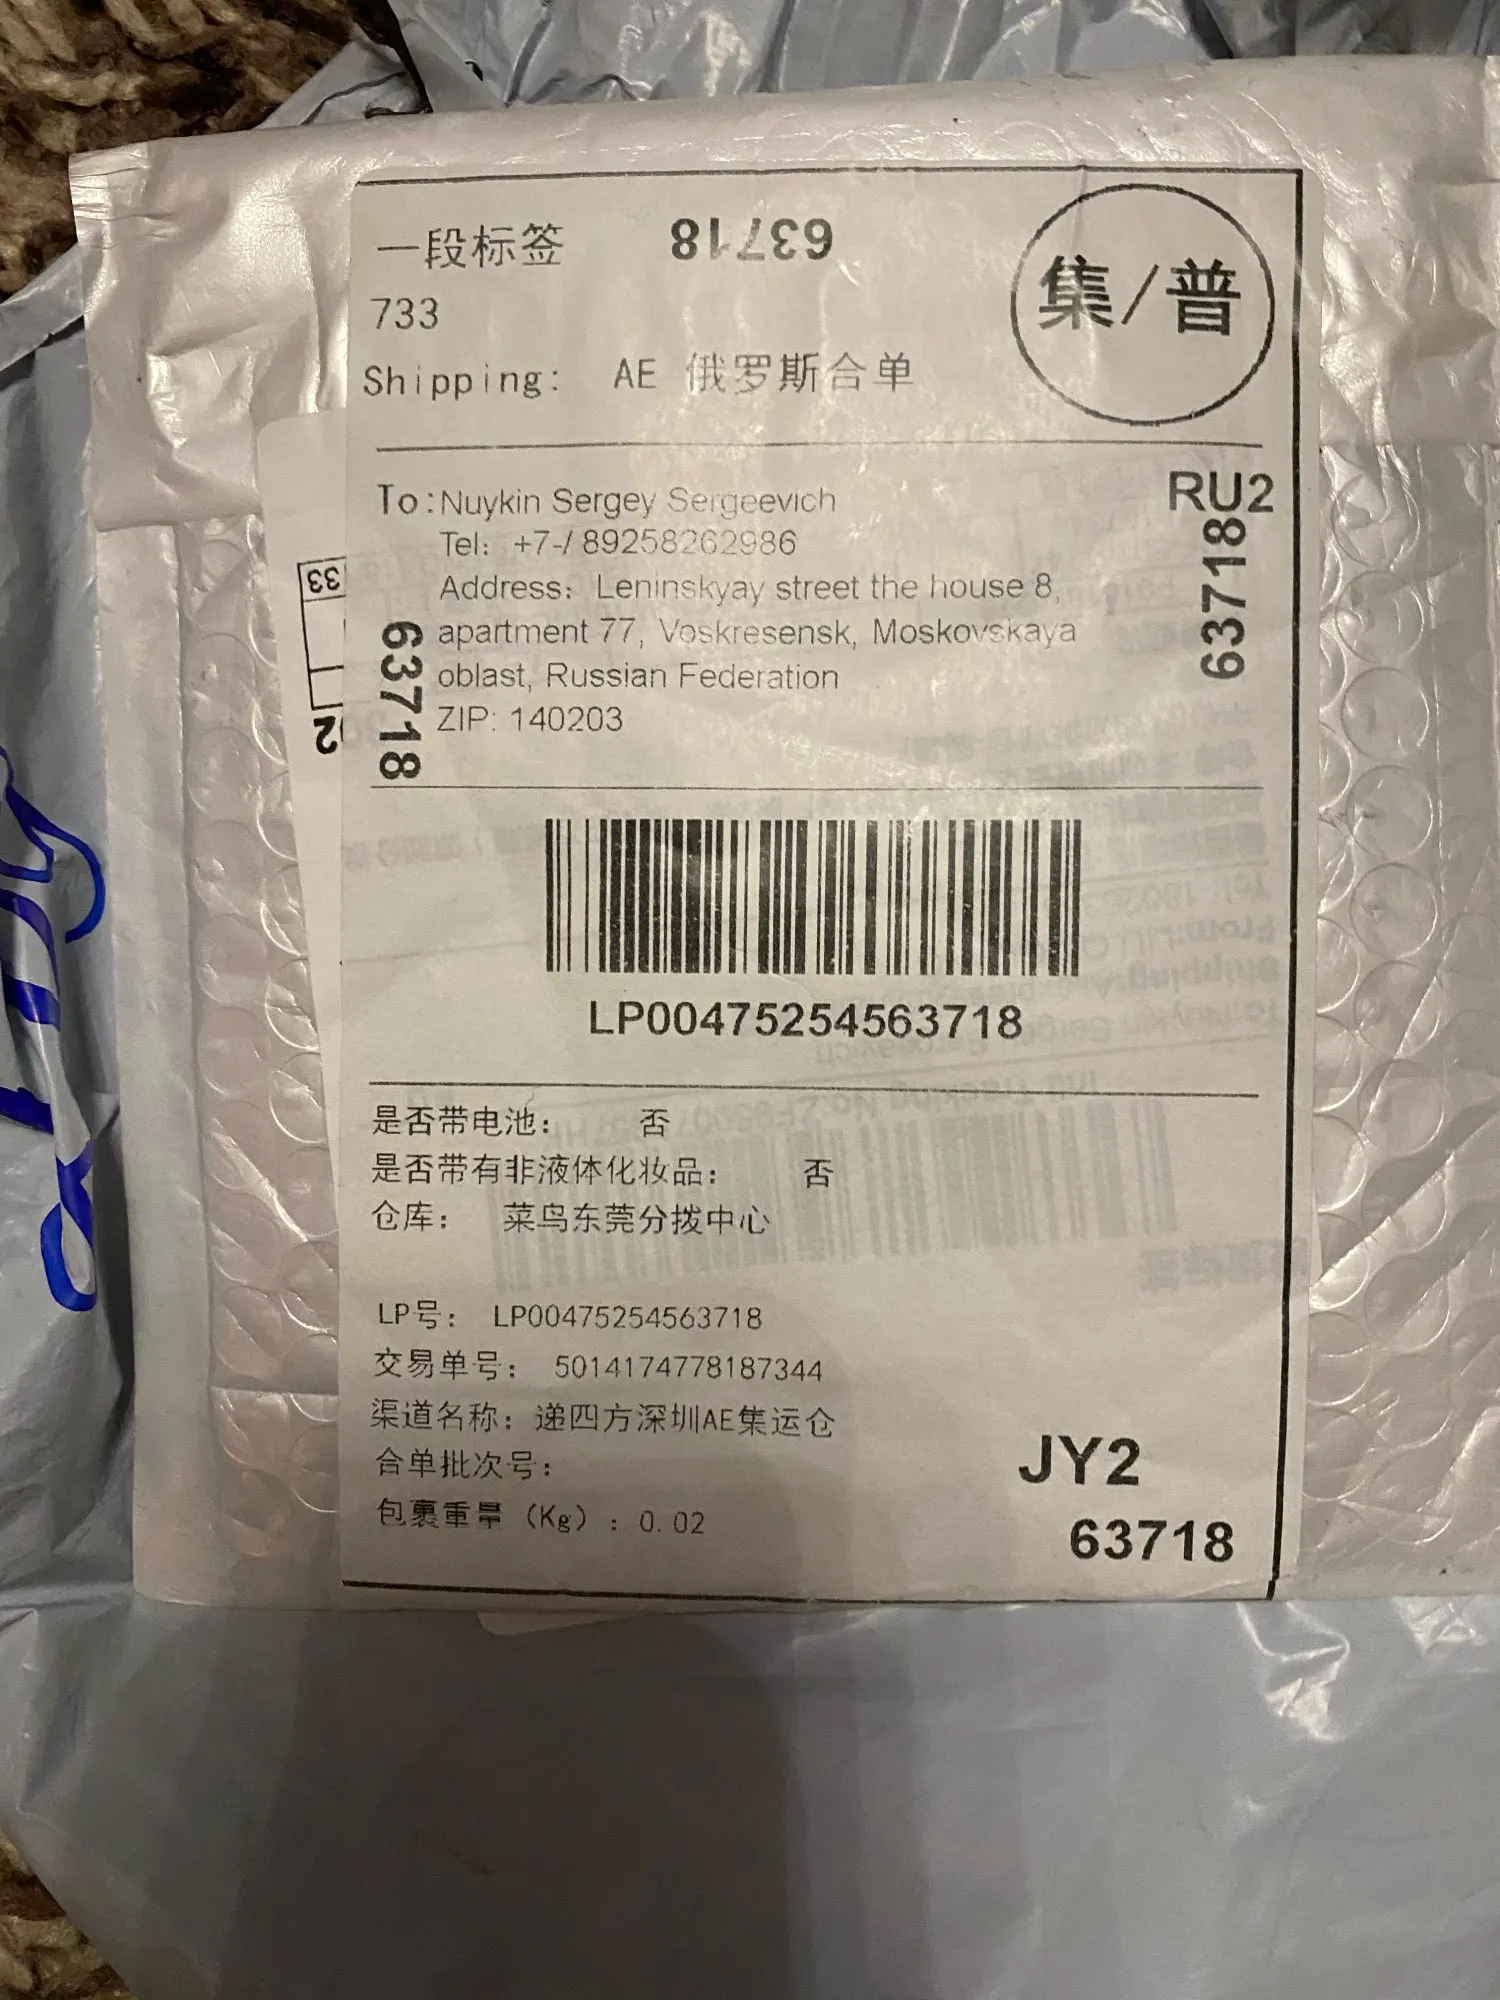 一段标签
63718
集/普
733
Shipping: AE 俄罗斯合单
To:Nuykin Sergey Sergeevich
RU2
Tel: +7-/ 89258262986
Address: Leninskyay street the house 8,
apartment 77, Voskresensk, Moskovskaya
oblast, Russian Federation
ZIP: 140203
63718
63718
33
LP00475254563718
是否带电池: 否
是否带有非液体化妆品: 否
仓库: 菜鸟东莞分拨中心
LP号: LP00475254563718
交易单号: 5014174778187344
渠道名称: 递四方深圳AE集运仓
合单批次号:
包裹重量 (Kg) : 0.02
JY2
63718